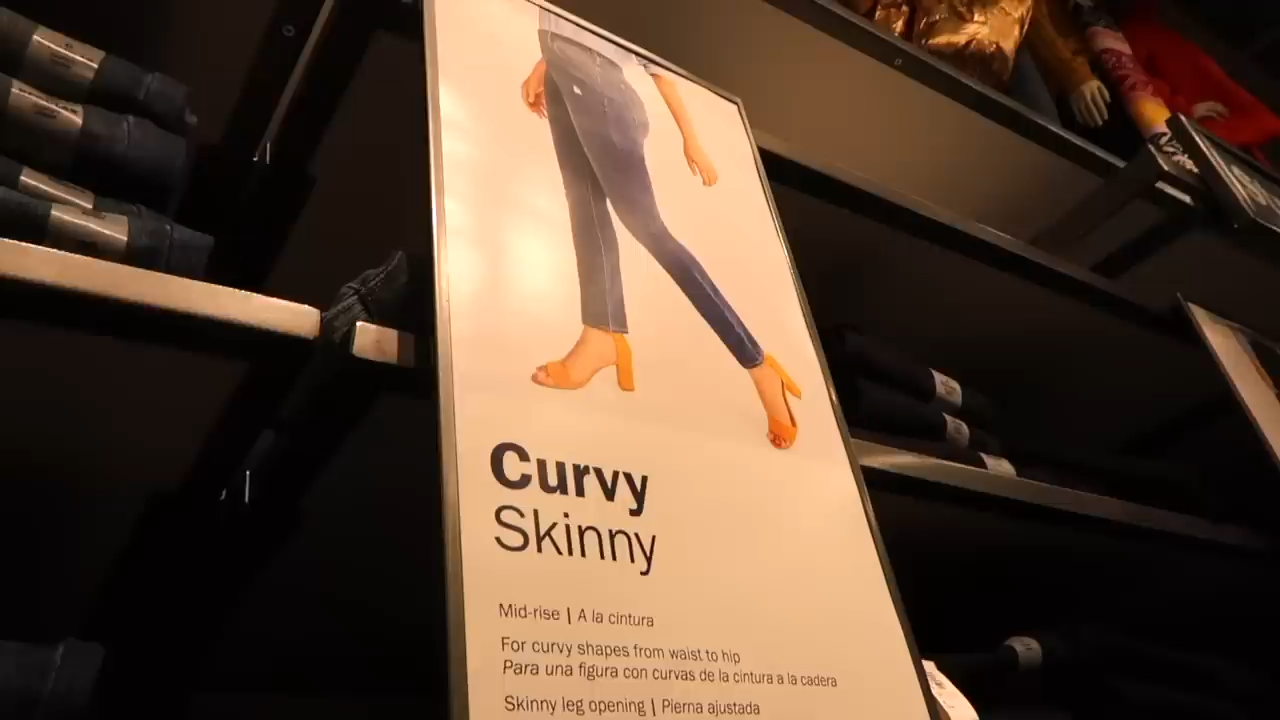 Curvy
Skinny
Mid-rise | A la cintura
For curvy shapes from waist to hip
Para una figura con curvas de la cintura a la cadera
Skinny leg opening | Pierna ajustada